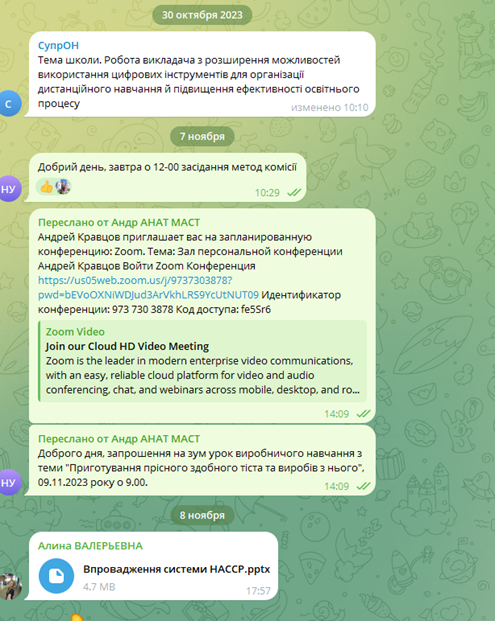 30 октября 2023
СупрОН
Тема школи. Робота викладача з розширення можливостей
використання цифрових інструментів для організації
дистанційного навчання й підвищення ефективності освітнього
процесу
изменено 10:10
С
7 ноября
Добрий день, завтра о 12-00 засідання метод комісії
10:29
НУ
Переслано от Андр АНАТ МАСТ
Андрей Кравцов приглашает вас на запланированную
конференцию: Zoom. Тема: Зал персональной конференции
Андрей Кравцов Войти Zoom Конференция
https://us05web.zoom.us/j/9737303878?
pwd=bEVoOXNiWDJud3ArVkhLRS9YcUtNUT09 Идентификатор
конференции: 973 730 3878 Код доступа: fe5Sr6
Zoom Video
Join our Cloud HD Video Meeting
Zoom is the leader in modern enterprise video communications,
with an easy, reliable cloud platform for video and audio
conferencing, chat, and webinars across mobile, desktop, and ro...
14:09
Переслано от Андр АНАТ МАСТ
Доброго дня, запрошення на зум урок виробничого навчання з
теми "Приготування прісного здобного тіста та виробів з нього",
09.11.2023 року о 9.00.
14:09
НУ
8 ноября
Алина ВАЛЕРЬЕВНА
Впровадження системи HACCP.pptx
4,7 MB
17:57